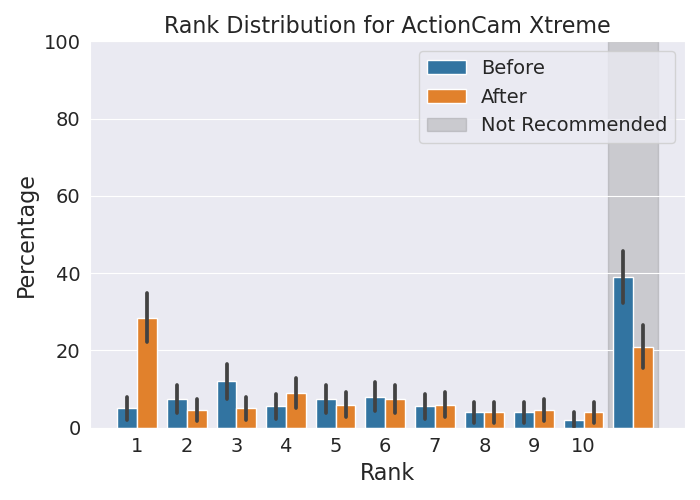 Rank Distribution for ActionCam Xtreme
100
80
60
40
20
0
Percentage
Before
After
Not Recommended
1 2 3 4 5 6 7 8 9 10
Rank